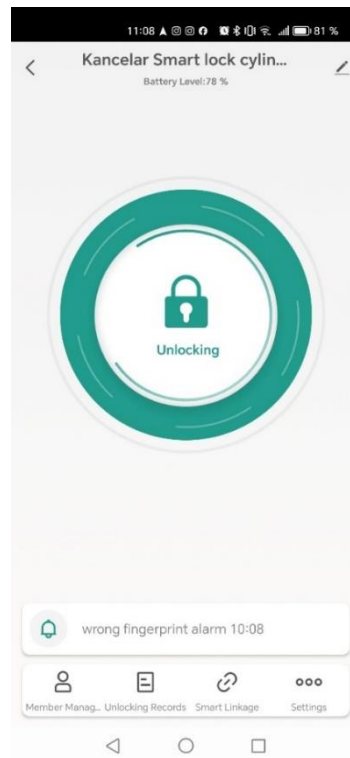 11:08 81 %
Kancelar Smart lock cylin...
Battery Level:78 %
Unlocking
wrong fingerprint alarm 10:08
Member Manag... Unlocking Records Smart Linkage Settings